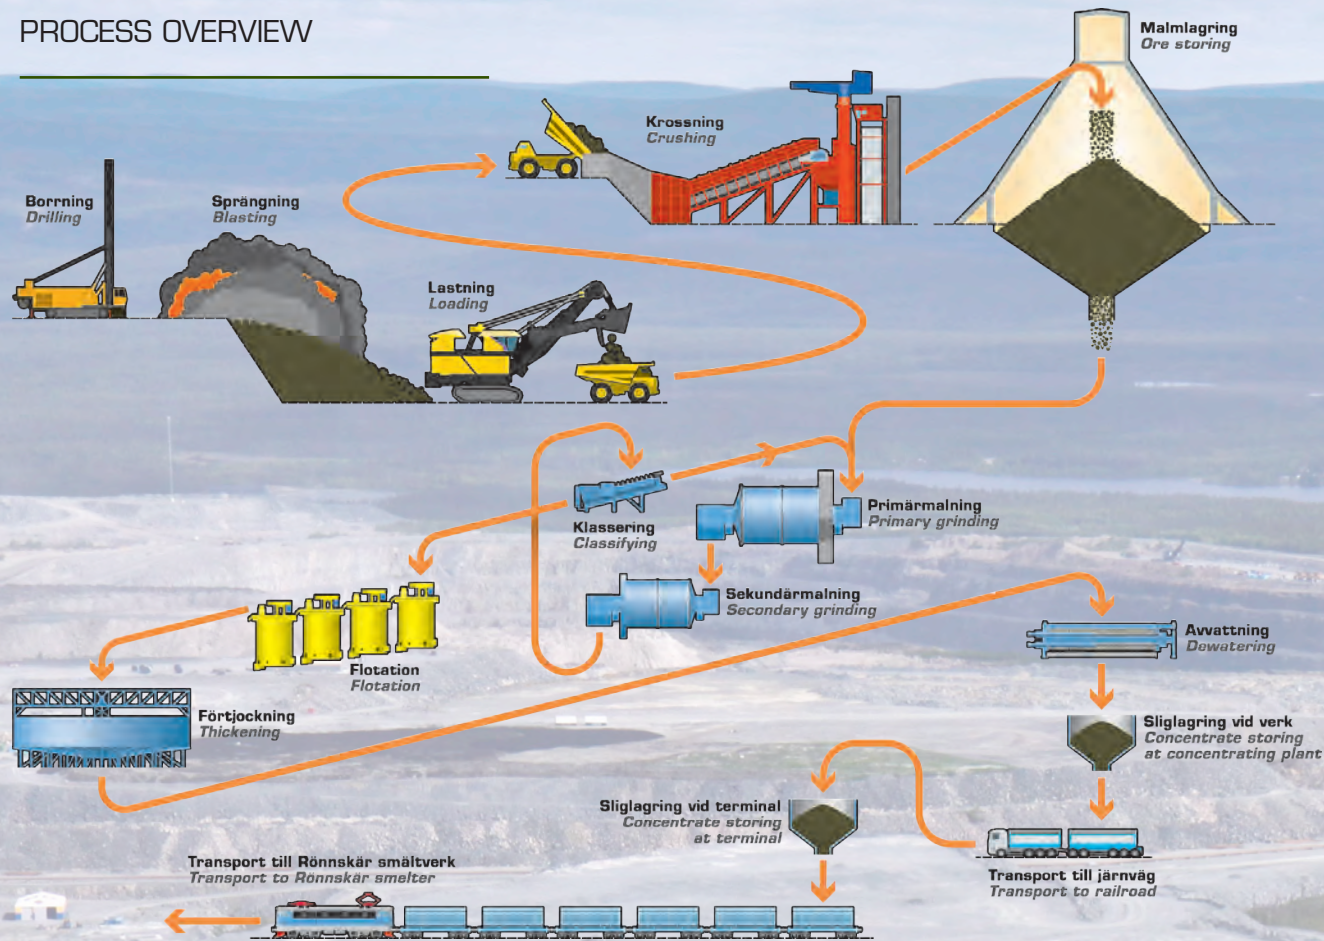 PROCESS OVERVIEW
Malmlagring
Ore storing
Krossning
Crushing
Borrning
Drilling
Sprängning
Blasting
Lastning
Loading
Klassering
Classifying
Primärmalning
Primary grinding
Sekundärmalning
Secondary grinding
Flotation
Flotation
Avvattning
Dewatering
Förtjockning
Thickening
Sliglagring vid verk
Concentrate storing
at concentrating plant
Sliglagring vid terminal
Concentrate storing
at terminal
Transport till järnväg
Transport to railroad
Transport till Rönnskär smältverk
Transport to Rönnskär smelter